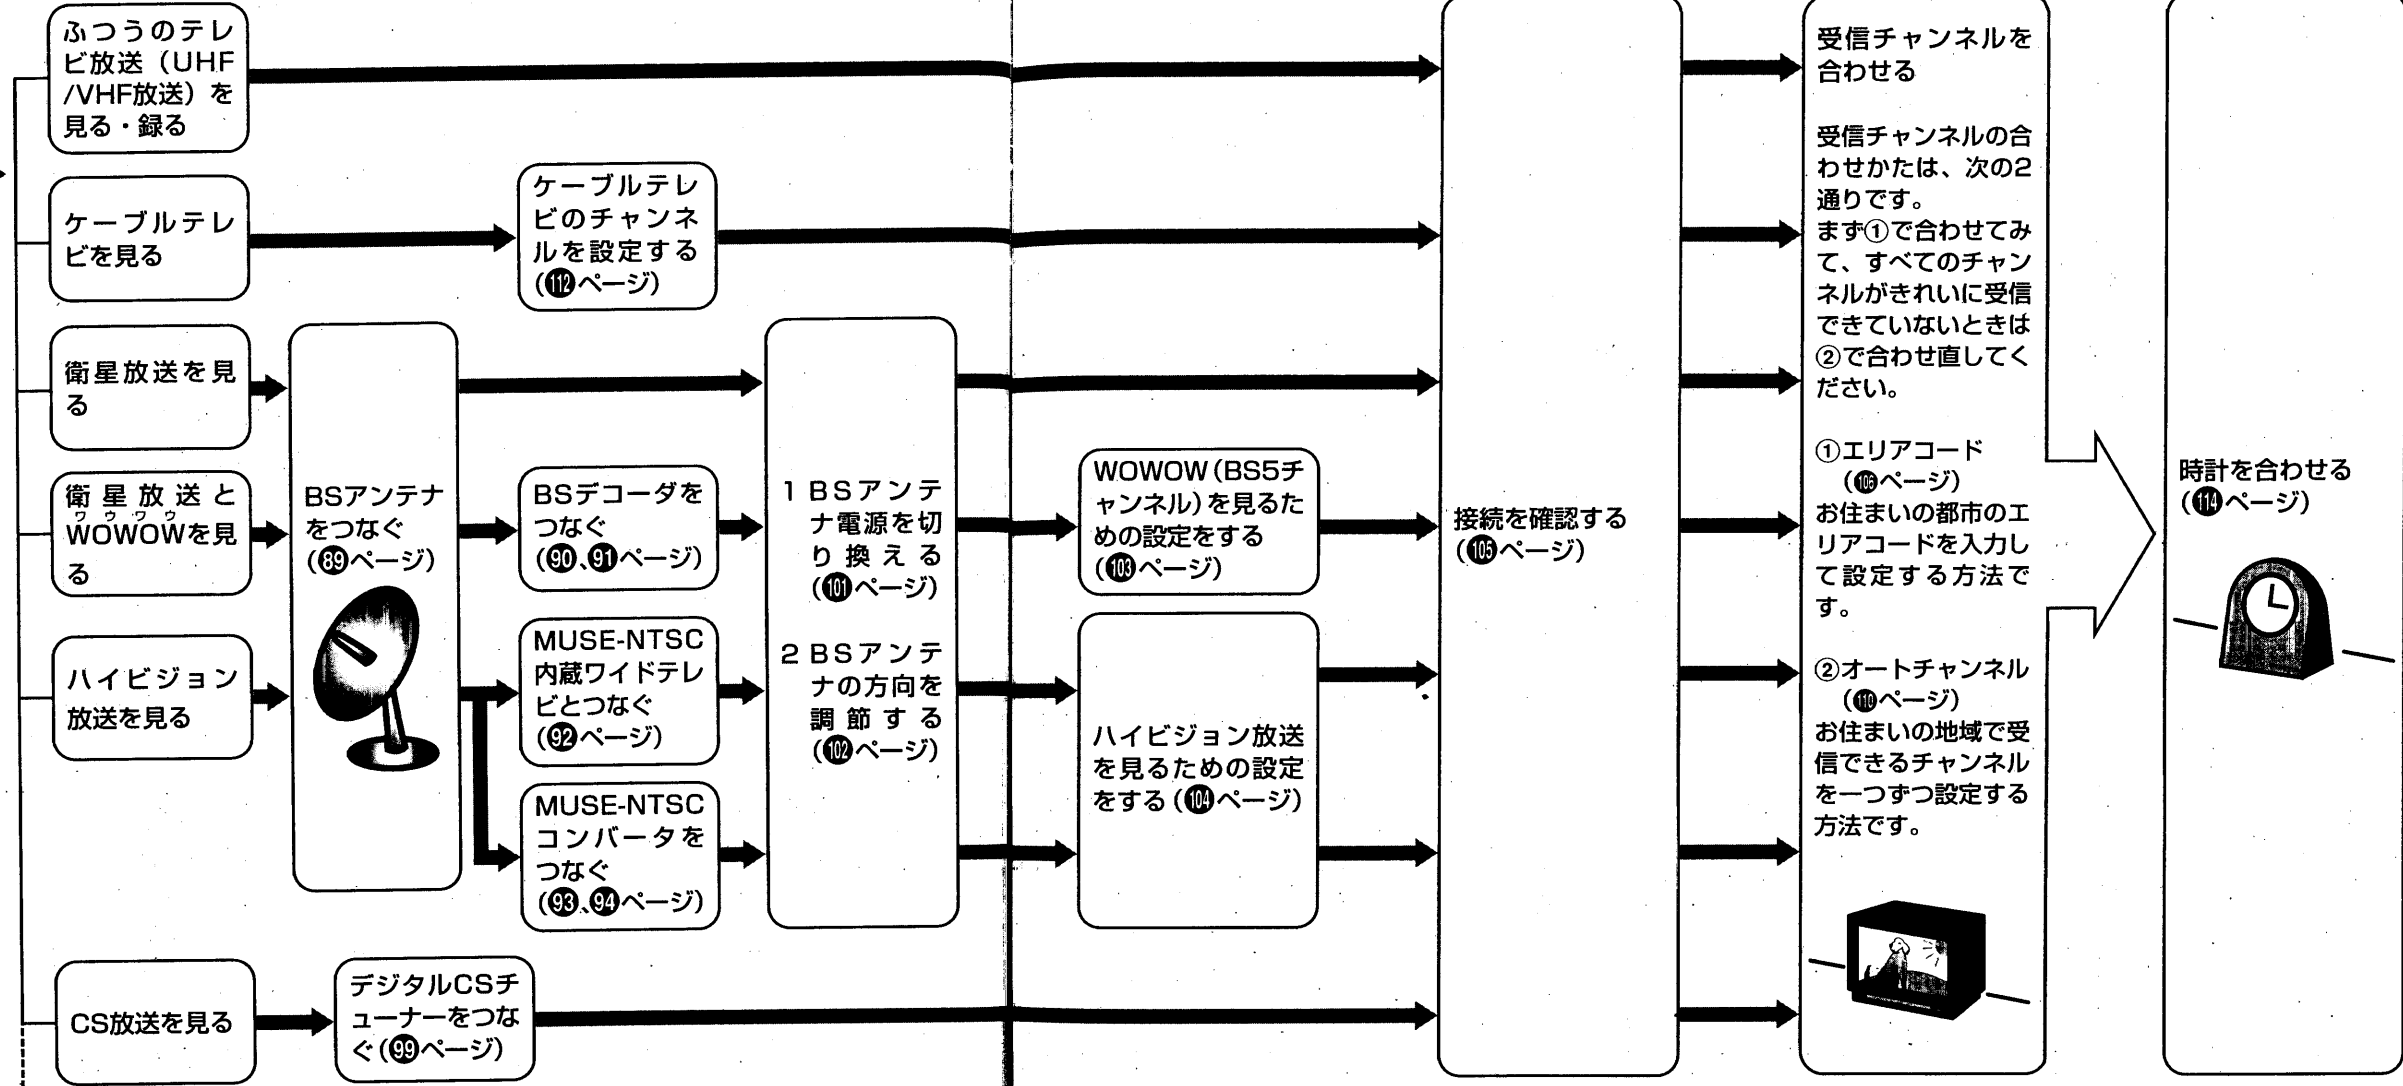 ふつうのテレ
ビ放送（UHF
/VHF放送）を
見る・録る
ケーブルテレ
ビを見る
ケーブルテレ
ビのチャンネ
ルを設定する
（112ページ）
衛星放送を見
る
衛星放送と
ワウワウ
WOWOWを見
る
ハイビジョン
放送を見る
BSアンテナ
をつなぐ
（89ページ）
BSデコーダを
つなぐ
（90、91ページ）
MUSE-NTSC
内蔵ワイドテレ
ビとつなぐ
（92ページ）
MUSE-NTSC
コンバータを
つなぐ
（93、94ページ）
1 BSアンテ
ナ電源を切
り換える
（101ページ）
2 BSアンテ
ナの方向を
調節する
（102ページ）
WOWOW（BS5チ
ャンネル）を見るた
めの設定をする
（103ページ）
ハイビジョン放送
を見るための設定
をする（104ページ）
CS放送を見る
デジタルCSチ
ューナーをつな
ぐ（99ページ）
接続を確認する
（105ページ）
受信チャンネルを
合わせる
受信チャンネルの合
わせかたは、次の2
通りです。
まず①で合わせてみ
て、すべてのチャン
ネルがきれいに受信
できていないときは
②で合わせ直してく
ださい。
①エリアコード
（106ページ）
お住まいの都市のエ
リアコードを入力し
て設定する方法で
す。
②オートチャンネル
（110ページ）
お住まいの地域で受
信できるチャンネル
を一つずつ設定する
方法です。
時計を合わせる
（114ページ）